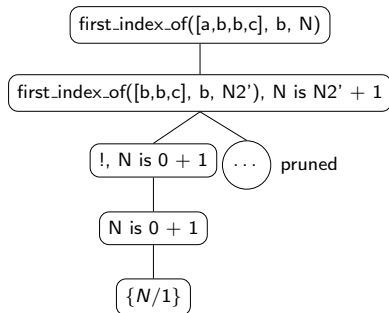 first_index_of([a,b,b,c], b, N)
first_index_of([b,b,c], b, N2'), N is N2' + 1
!, N is 0 + 1
... pruned
N is 0 + 1
{N/1}